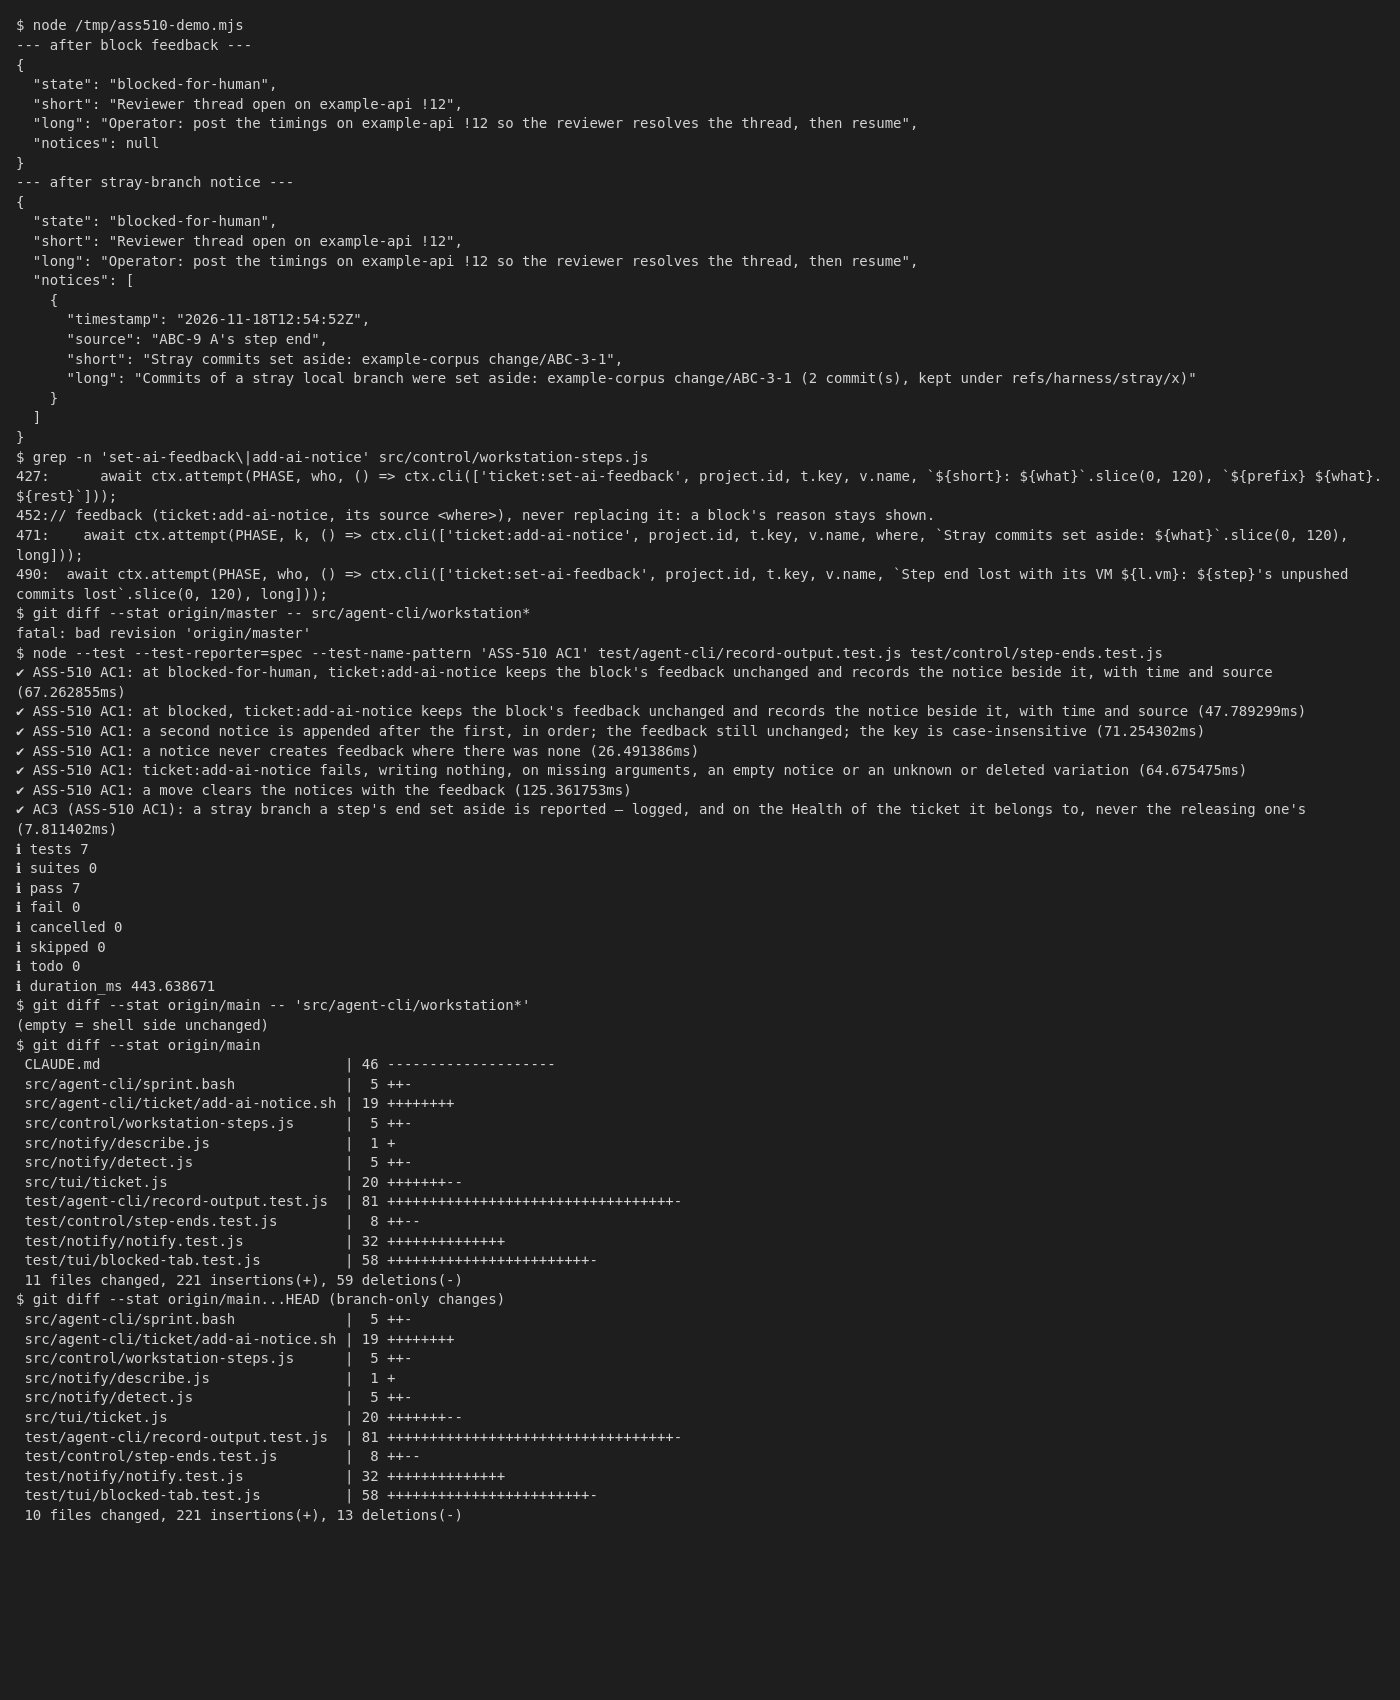 $ node /tmp/ass510-demo.mjs
--- after block feedback ---
{
  "state": "blocked-for-human",
  "short": "Reviewer thread open on example-api !12",
  "long": "Operator: post the timings on example-api !12 so the reviewer resolves the thread, then resume",
  "notices": null
}
--- after stray-branch notice ---
{
  "state": "blocked-for-human",
  "short": "Reviewer thread open on example-api !12",
  "long": "Operator: post the timings on example-api !12 so the reviewer resolves the thread, then resume",
  "notices": [
    {
      "timestamp": "2026-11-18T12:54:52Z",
      "source": "ABC-9 A's step end",
      "short": "Stray commits set aside: example-corpus change/ABC-3-1",
      "long": "Commits of a stray local branch were set aside: example-corpus change/ABC-3-1 (2 commit(s), kept under refs/harness/stray/x)"
    }
  ]
}
$ grep -n 'set-ai-feedback\|add-ai-notice' src/control/workstation-steps.js
427:      await ctx.attempt(PHASE, who, () => ctx.cli(['ticket:set-ai-feedback', project.id, t.key, v.name, `${short}: ${what}`.slice(0, 120), `${prefix} ${what}.
${rest}`]));
452:// feedback (ticket:add-ai-notice, its source <where>), never replacing it: a block's reason stays shown.
471:    await ctx.attempt(PHASE, k, () => ctx.cli(['ticket:add-ai-notice', project.id, t.key, v.name, where, `Stray commits set aside: ${what}`.slice(0, 120),
long]));
490:  await ctx.attempt(PHASE, who, () => ctx.cli(['ticket:set-ai-feedback', project.id, t.key, v.name, `Step end lost with its VM ${l.vm}: ${step}'s unpushed
commits lost`.slice(0, 120), long]));
$ git diff --stat origin/master -- src/agent-cli/workstation*
fatal: bad revision 'origin/master'
$ node --test --test-reporter=spec --test-name-pattern 'ASS-510 AC1' test/agent-cli/record-output.test.js test/control/step-ends.test.js
✔ ASS-510 AC1: at blocked-for-human, ticket:add-ai-notice keeps the block's feedback unchanged and records the notice beside it, with time and source
(67.262855ms)
✔ ASS-510 AC1: at blocked, ticket:add-ai-notice keeps the block's feedback unchanged and records the notice beside it, with time and source (47.789299ms)
✔ ASS-510 AC1: a second notice is appended after the first, in order; the feedback still unchanged; the key is case-insensitive (71.254302ms)
✔ ASS-510 AC1: a notice never creates feedback where there was none (26.491386ms)
✔ ASS-510 AC1: ticket:add-ai-notice fails, writing nothing, on missing arguments, an empty notice or an unknown or deleted variation (64.675475ms)
✔ ASS-510 AC1: a move clears the notices with the feedback (125.361753ms)
✔ AC3 (ASS-510 AC1): a stray branch a step's end set aside is reported — logged, and on the Health of the ticket it belongs to, never the releasing one's
(7.811402ms)
ℹ tests 7
ℹ suites 0
ℹ pass 7
ℹ fail 0
ℹ cancelled 0
ℹ skipped 0
ℹ todo 0
ℹ duration_ms 443.638671
$ git diff --stat origin/main -- 'src/agent-cli/workstation*'
(empty = shell side unchanged)
$ git diff --stat origin/main
 CLAUDE.md                             | 46 --------------------
 src/agent-cli/sprint.bash             |  5 ++-
 src/agent-cli/ticket/add-ai-notice.sh | 19 ++++++++
 src/control/workstation-steps.js      |  5 ++-
 src/notify/describe.js                |  1 +
 src/notify/detect.js                  |  5 ++-
 src/tui/ticket.js                     | 20 +++++++--
 test/agent-cli/record-output.test.js  | 81 ++++++++++++++++++++++++++++++++++-
 test/control/step-ends.test.js        |  8 ++--
 test/notify/notify.test.js            | 32 ++++++++++++++
 test/tui/blocked-tab.test.js          | 58 ++++++++++++++++++++++++-
 11 files changed, 221 insertions(+), 59 deletions(-)
$ git diff --stat origin/main...HEAD (branch-only changes)
 src/agent-cli/sprint.bash             |  5 ++-
 src/agent-cli/ticket/add-ai-notice.sh | 19 ++++++++
 src/control/workstation-steps.js      |  5 ++-
 src/notify/describe.js                |  1 +
 src/notify/detect.js                  |  5 ++-
 src/tui/ticket.js                     | 20 +++++++--
 test/agent-cli/record-output.test.js  | 81 ++++++++++++++++++++++++++++++++++-
 test/control/step-ends.test.js        |  8 ++--
 test/notify/notify.test.js            | 32 ++++++++++++++
 test/tui/blocked-tab.test.js          | 58 ++++++++++++++++++++++++-
 10 files changed, 221 insertions(+), 13 deletions(-)